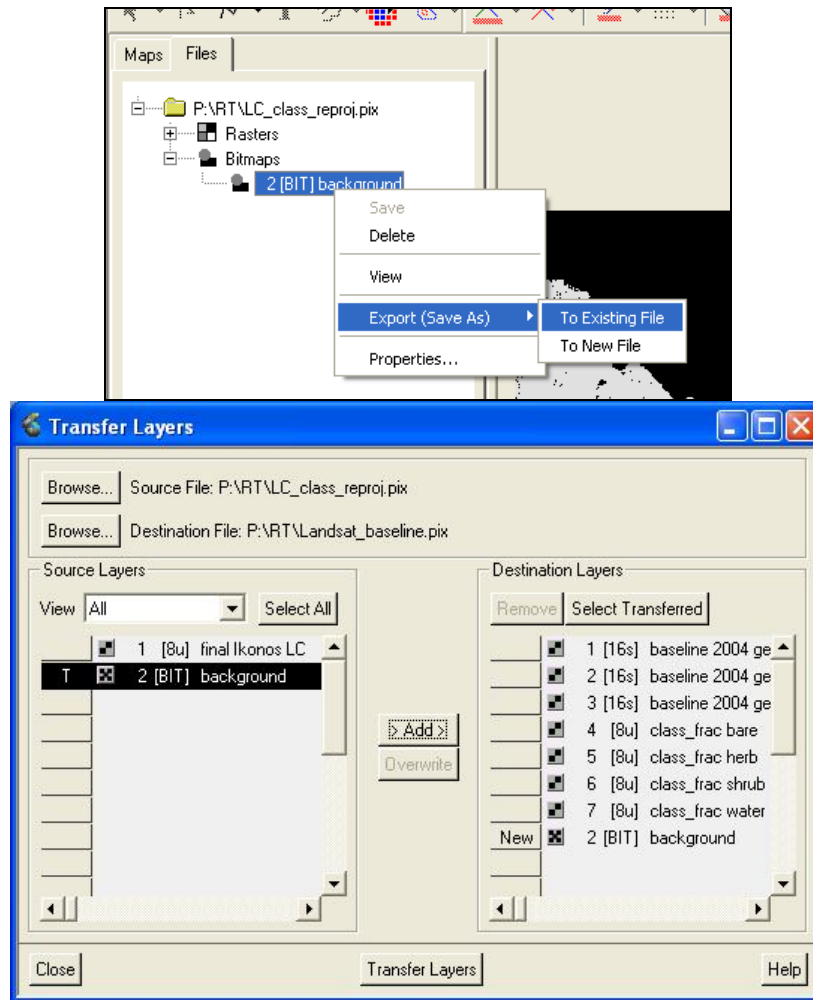 Maps Files
P:\RT\LC_class_reproj.pix
Rasters
Bitmaps
2 [BIT] background
Save
Delete
View
Export (Save As)
To Existing File
To New File
Properties...
Transfer Layers
Browse... Source File: P:\RT\LC_class_reproj.pix
Browse... Destination File: P:\RT\Landsat_baseline.pix
Source Layers
View All Select All
1 [8u] final Ikonos LC
T 2 [BIT] background
> Add >
Overwrite
Destination Layers
Remove Select Transferred
1 [16s] baseline 2004 ge
2 [16s] baseline 2004 ge
3 [16s] baseline 2004 ge
4 [8u] class_frac bare
5 [8u] class_frac herb
6 [8u] class_frac shrub
7 [8u] class_frac water
New 2 [BIT] background
Close Transfer Layers Help